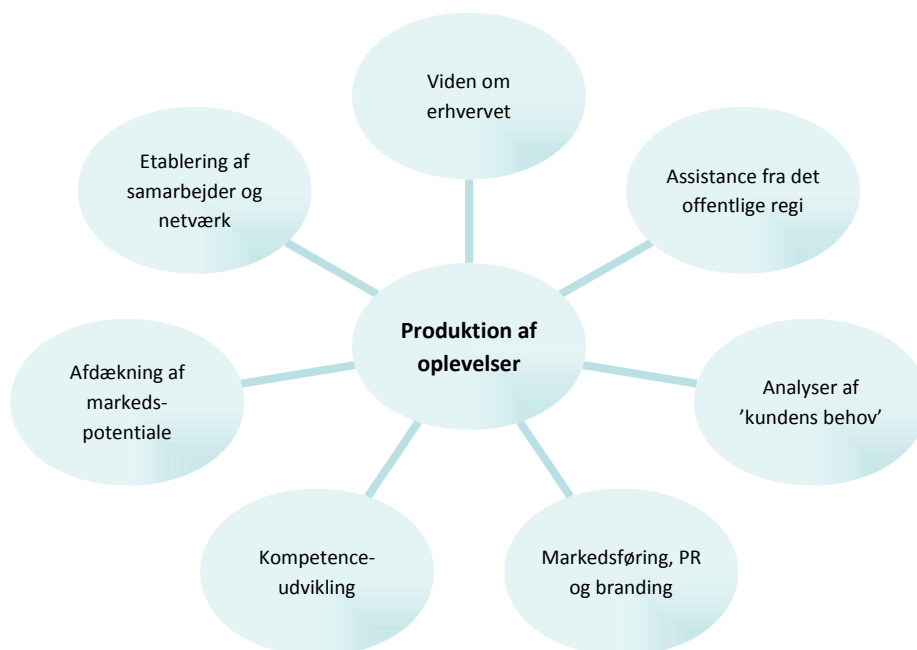 Viden om
erhvervet
Etablering af
samarbejder og
netværk
Assistance fra det
offentlige regi
Produktion af
oplevelser
Afdækning af
markeds-
potentiale
Analyser af
’kundens behov’
Kompetence-
udvikling
Markedsføring, PR
og branding